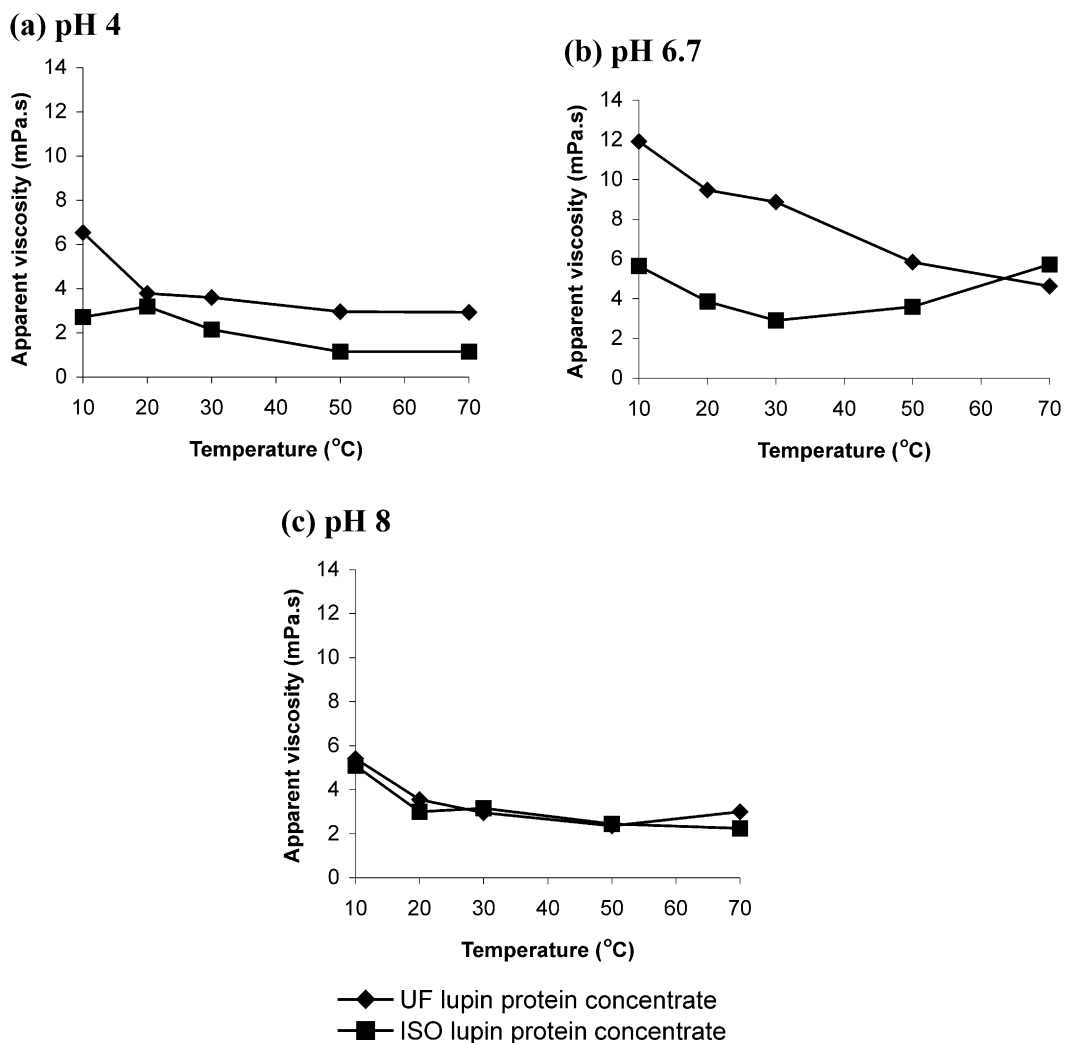 (a) pH 4
14
12
10
8
6
4
2
0
Apparent viscosity (mPa.s)
10 20 30 40 50 60 70
Temperature (°C)
(b) pH 6.7
14
12
10
8
6
4
2
0
Apparent viscosity (mPa.s)
10 20 30 40 50 60 70
Temperature (°C)
(c) pH 8
14
12
10
8
6
4
2
0
Apparent viscosity (mPa.s)
10 20 30 40 50 60 70
Temperature (°C)
UF lupin protein concentrate
ISO lupin protein concentrate